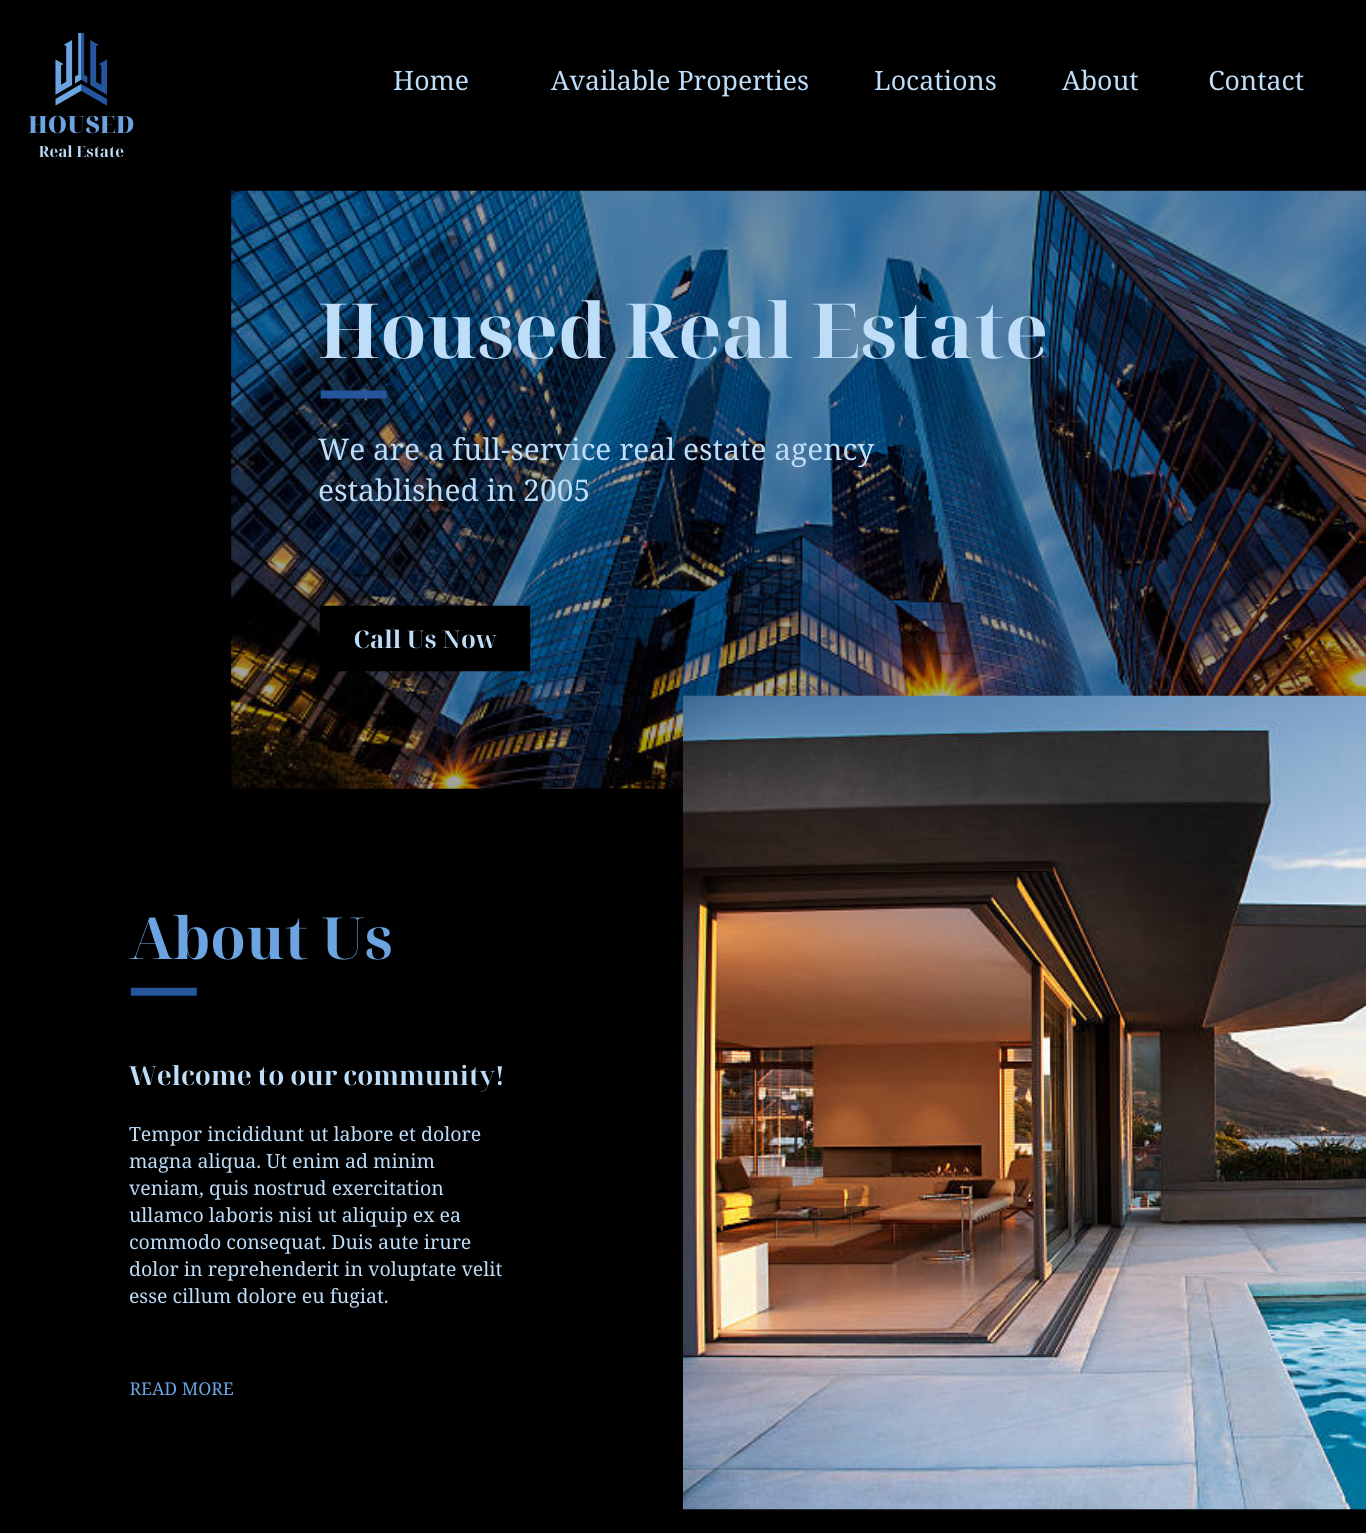 HOUSED
Real Estate
Home
Available Properties
Locations
About
Contact
Housed Real Estate
We are a full-service real estate agency
established in 2005
Call Us Now
About Us
Welcome to our community!
Tempor incididunt ut labore et dolore
magna aliqua. Ut enim ad minim
veniam, quis nostrud exercitation
ullamco laboris nisi ut aliquip ex ea
commodo consequat. Duis aute irure
dolor in reprehenderit in voluptate velit
esse cillum dolore eu fugiat.
READ MORE